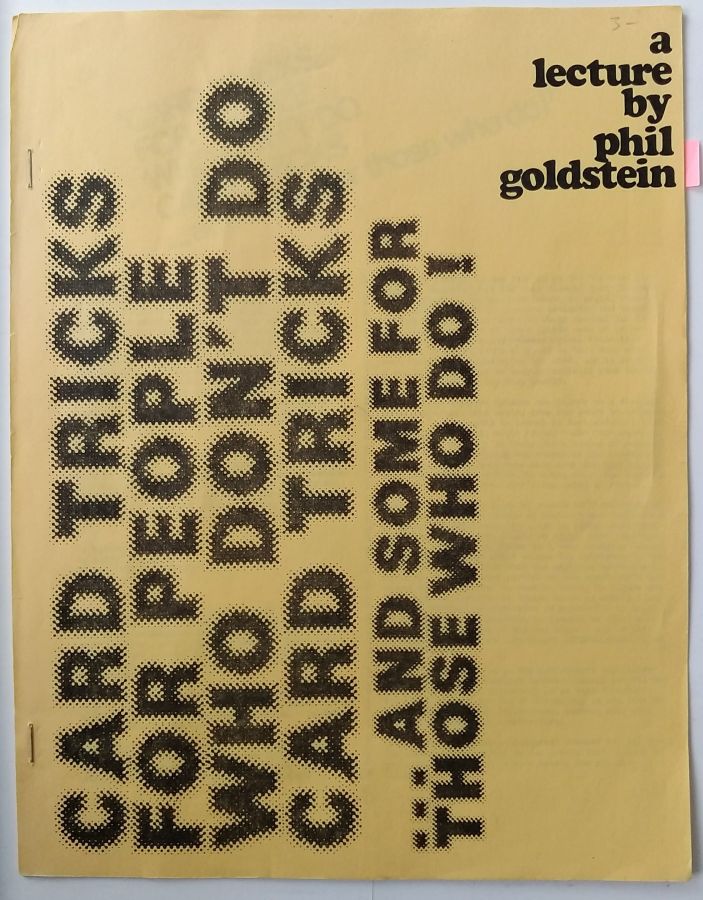 3-
a
lecture
by
phil
goldstein
CARD TRICKS
FOR PEOPLE
WHO DON'T DO
CARD TRICKS
... AND SOME FOR
THOSE WHO DO !